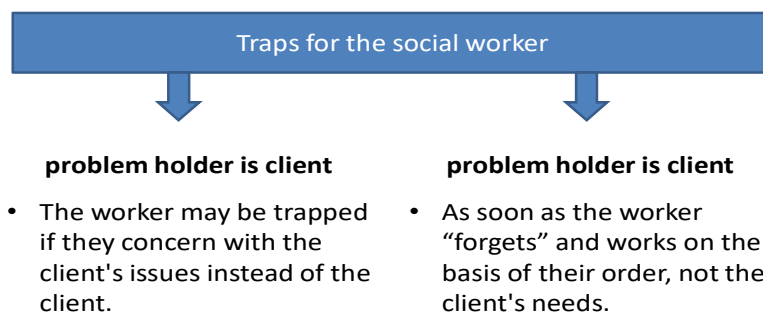 Traps for the social worker
problem holder is client
• The worker may be trapped
if they concern with the
client's issues instead of the
client.
problem holder is client
• As soon as the worker
“forgets” and works on the
basis of their order, not the
client's needs.